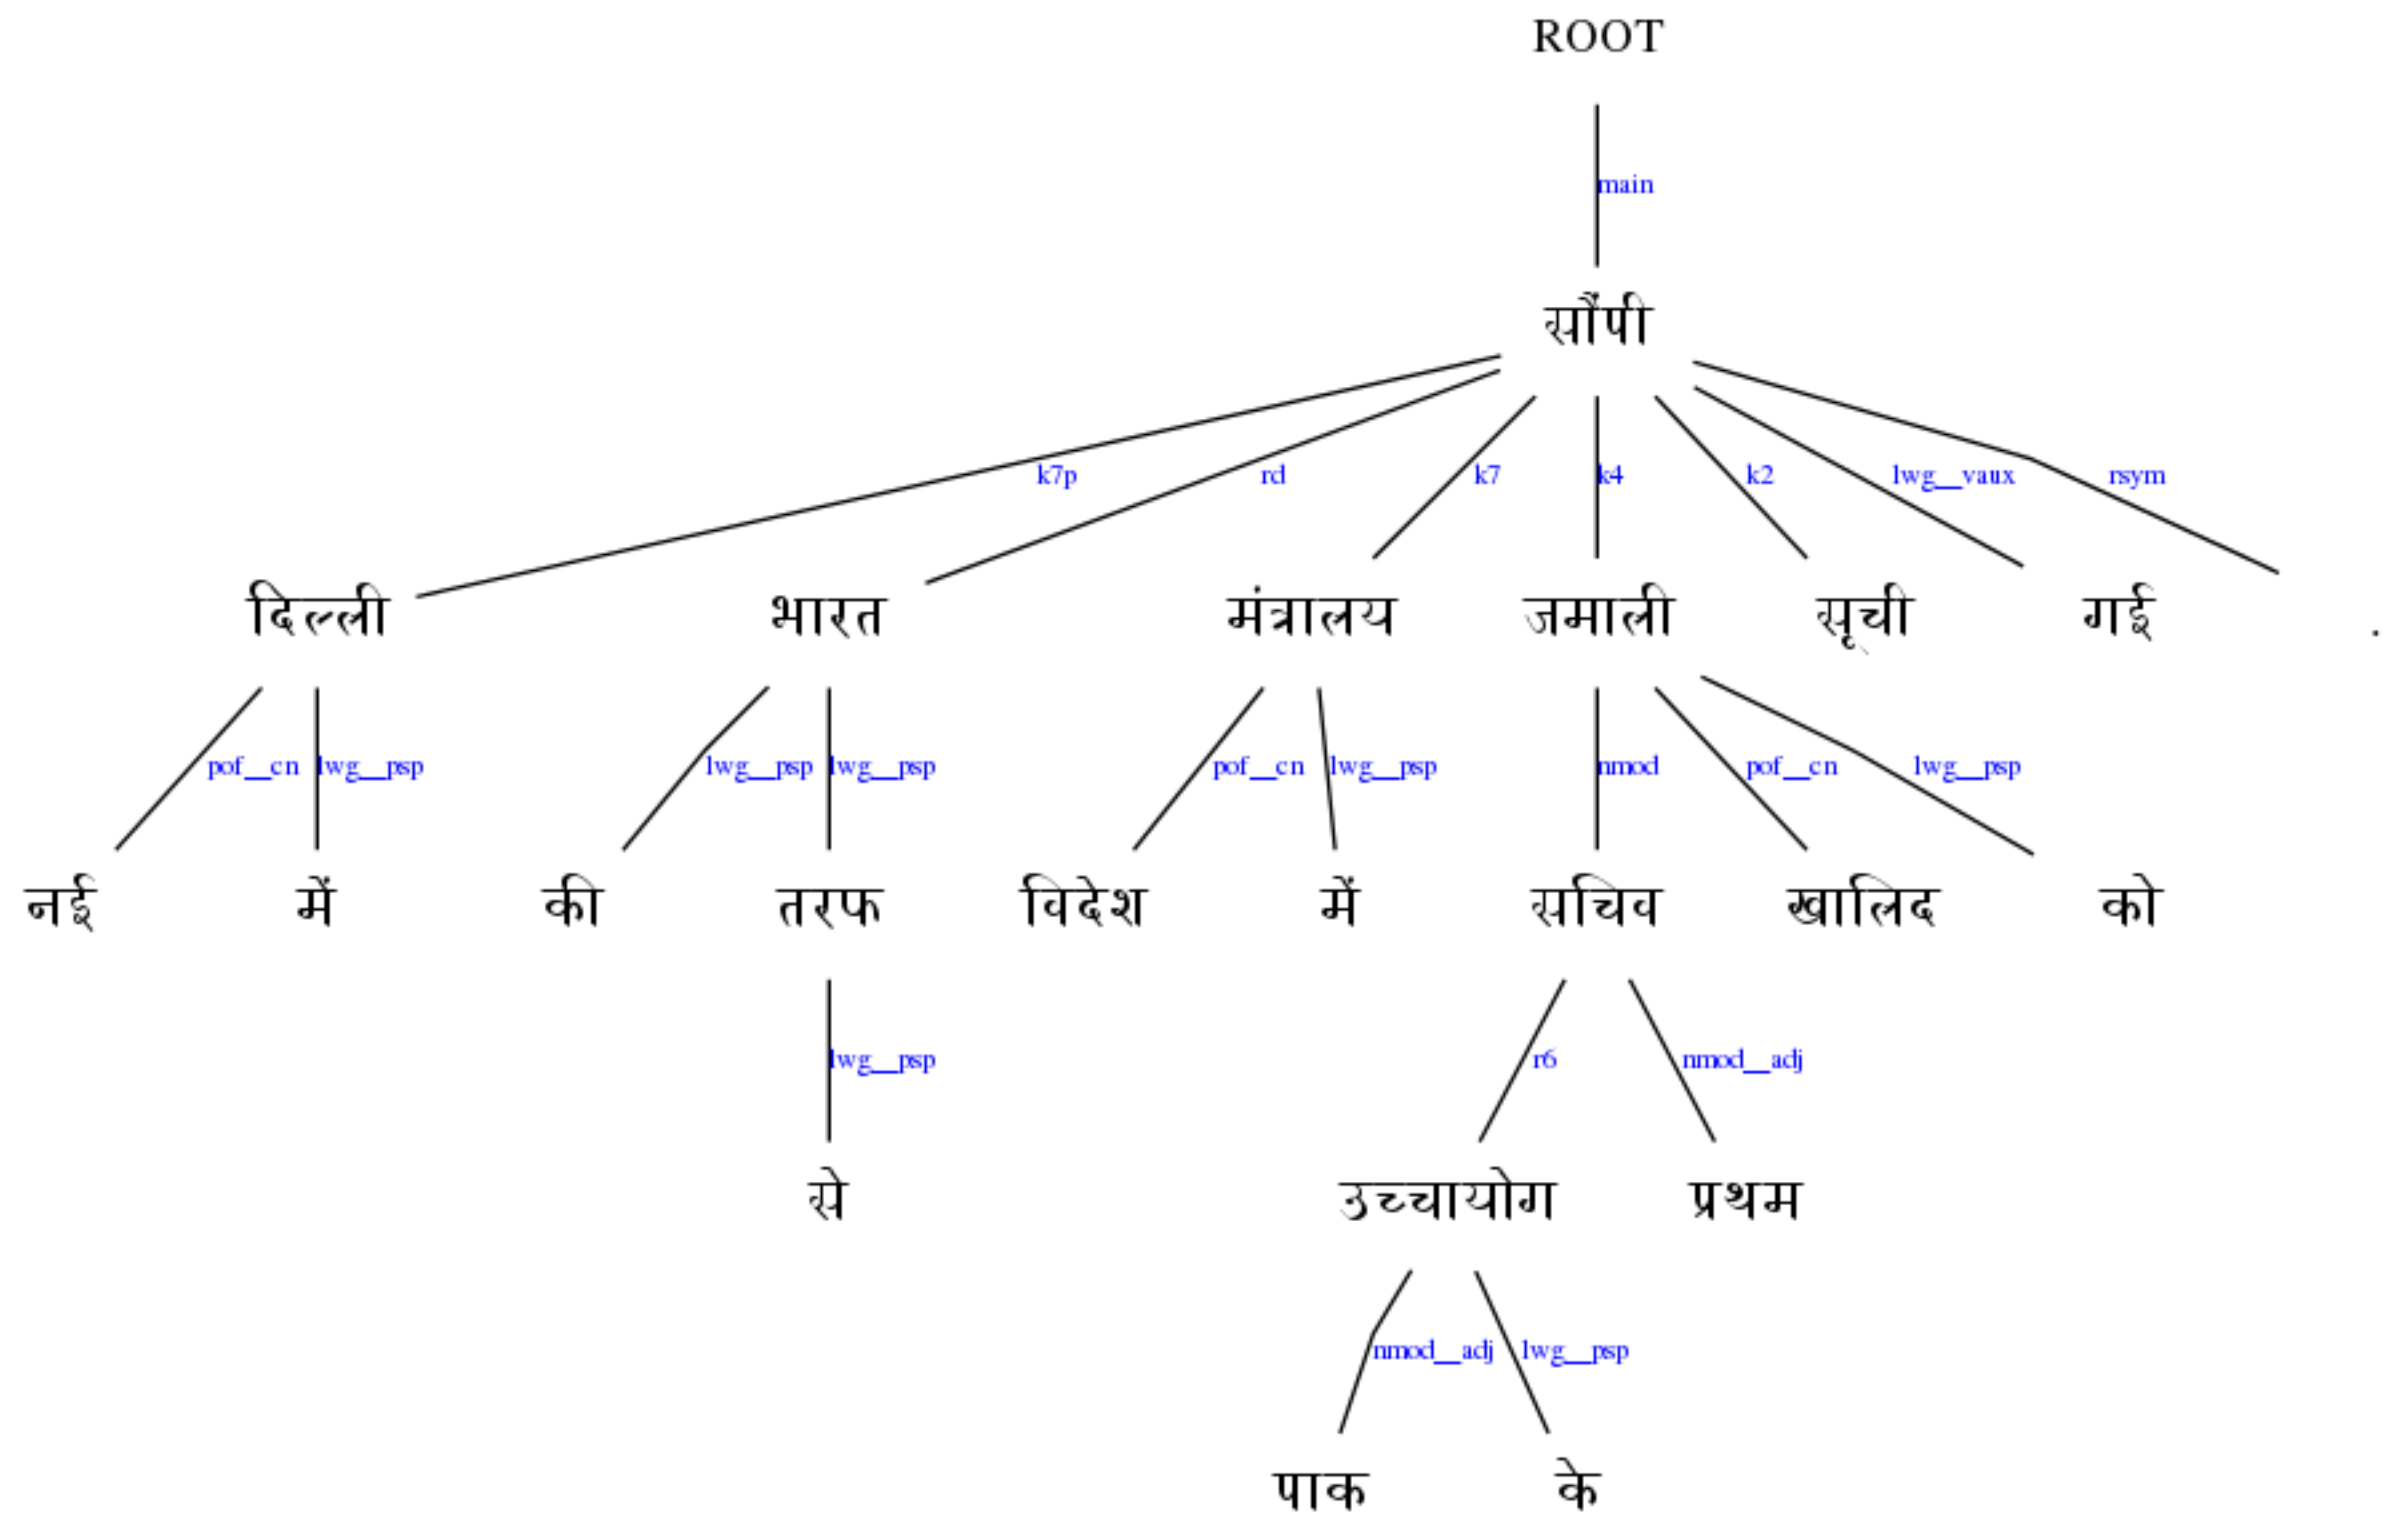 ROOT
main
सौंपी
k7p rd k7 k4 k2 lwg__vaux rsym
दिल्ली भारत मंत्रालय जमाली सूची गई .
pof__cn lwg__psp lwg__psp lwg__psp pof__cn lwg__psp nmod pof__cn lwg__psp
नई में की तरफ विदेश में सचिव खालिद को
lwg__psp r6 nmod__adj
से उच्चायोग प्रथम
nmod__adj lwg__psp
पाक के